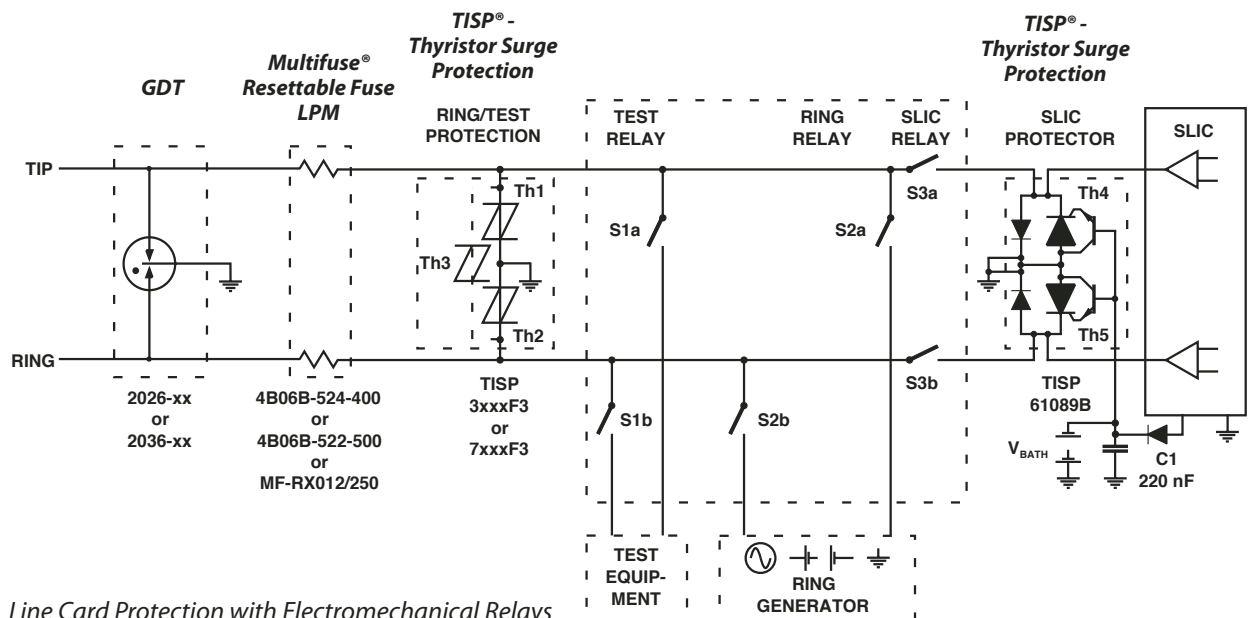 TISP® -
Thyristor Surge
Protection
TISP® -
Thyristor Surge
Protection
Multifuse®
Resettable Fuse
LPM
GDT
RING/TEST
PROTECTION
TEST
RELAY
RING
RELAY
SLIC
RELAY
SLIC
PROTECTOR
SLIC
TIP
Th1
Th3
Th2
S1a
S2a
S3a
Th4
Th5
RING
S3b
S1b
S2b
2026-xx
or
2036-xx
4B06B-524-400
or
4B06B-522-500
or
MF-RX012/250
TISP
3xxxF3
or
7xxxF3
TISP
61089B
VBATH
C1
220 nF
TEST
EQUIP-
MENT
RING
GENERATOR
Line Card Protection with Electromechanical Relays